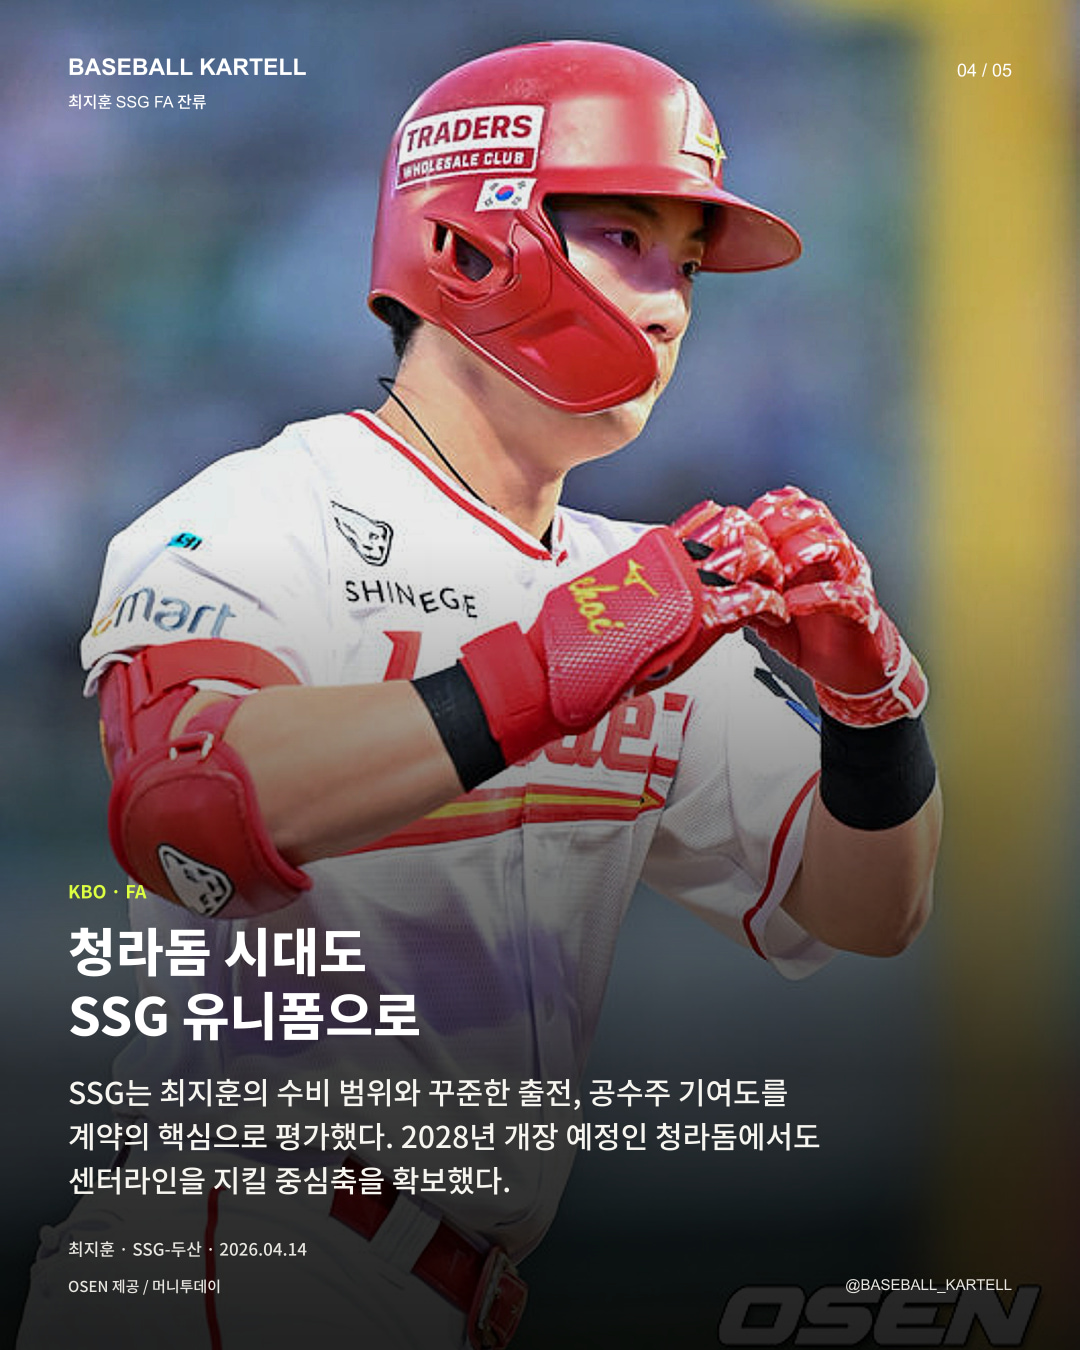 BASEBALL KARTELL
04 / 05
최지훈 SSG FA 잔류
TRADERS
WHOLESALE CLUB
SHINEGE
emart
choi
KBO · FA
청라돔 시대도
SSG 유니폼으로
SSG는 최지훈의 수비 범위와 꾸준한 출전, 공수주 기여도를
계약의 핵심으로 평가했다. 2028년 개장 예정인 청라돔에서도
센터라인을 지킬 중심축을 확보했다.
최지훈 · SSG-두산 · 2026.04.14
OSEN 제공 / 머니투데이
@BASEBALL_KARTELL
OSEN